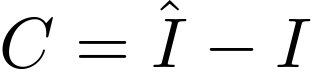 C = Î − I